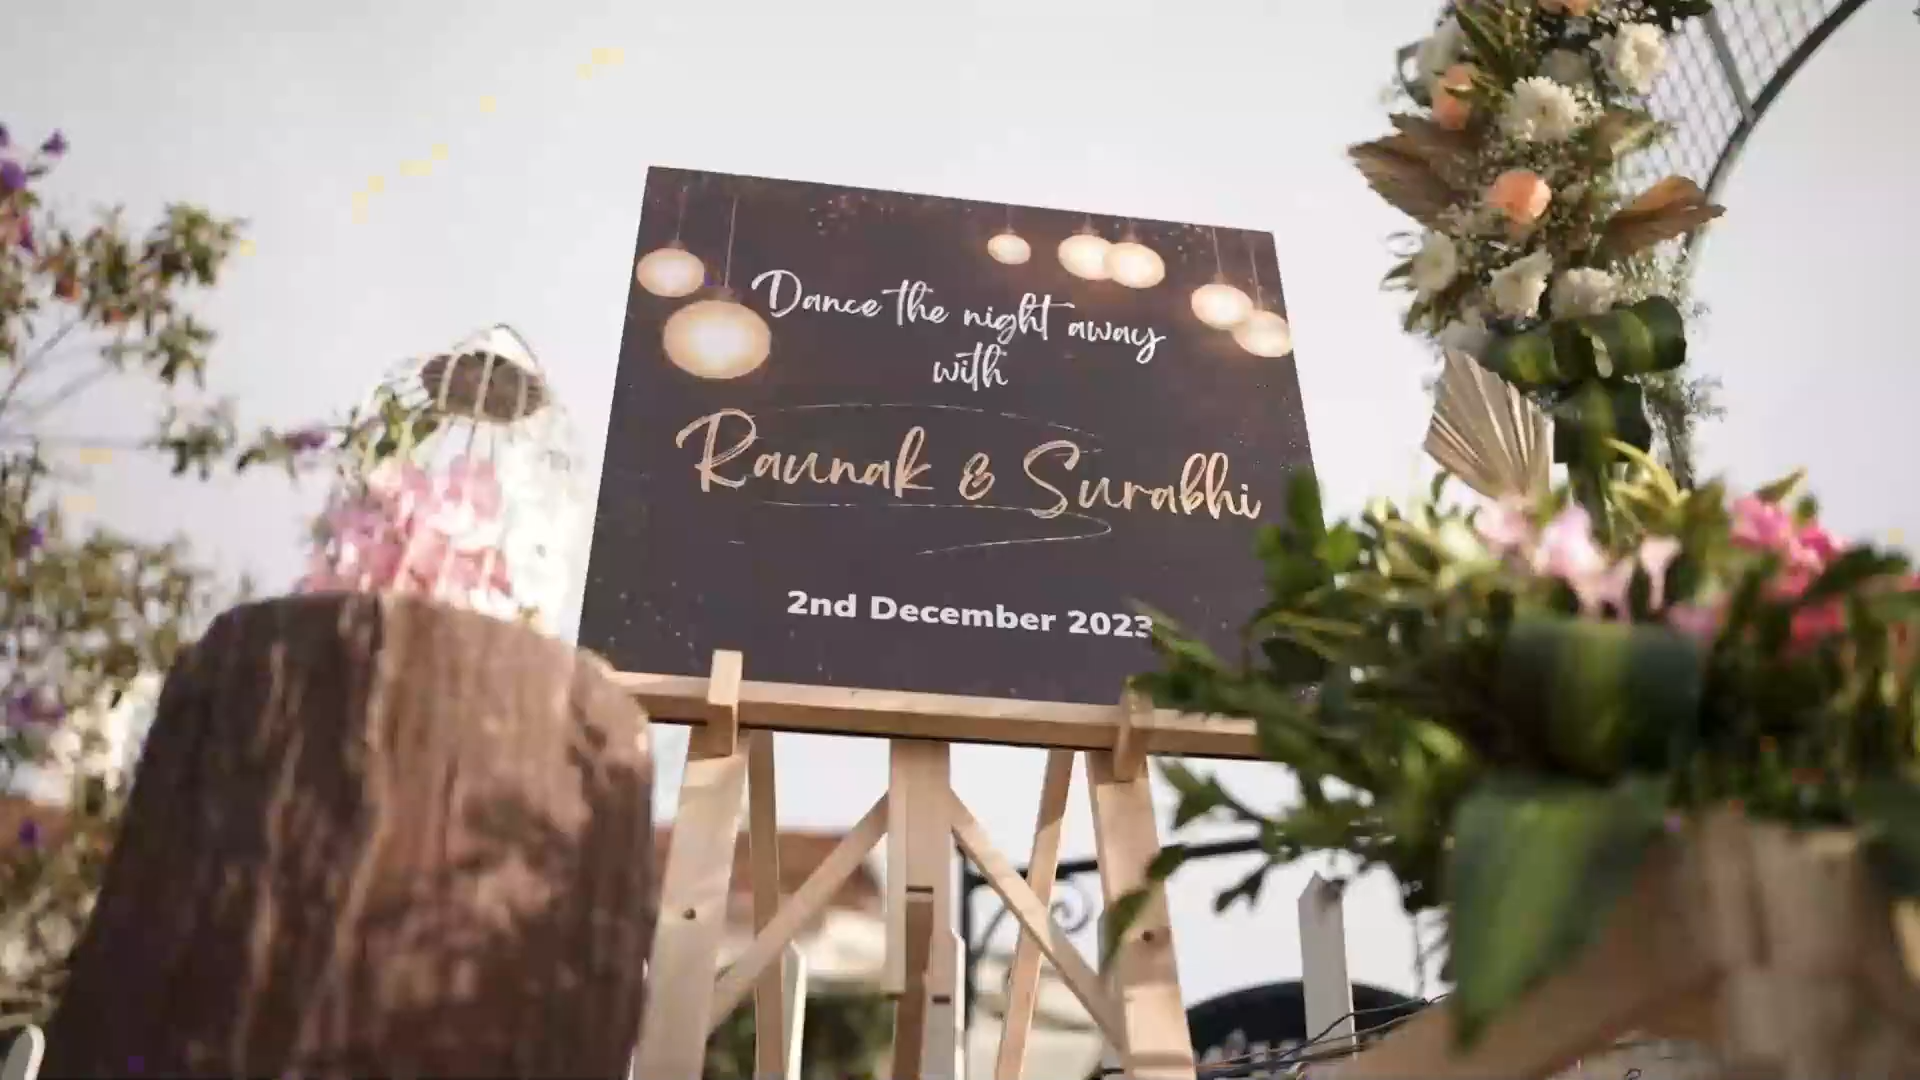 Dance the night away
with
Raunak & Surabhi
2nd December 2023